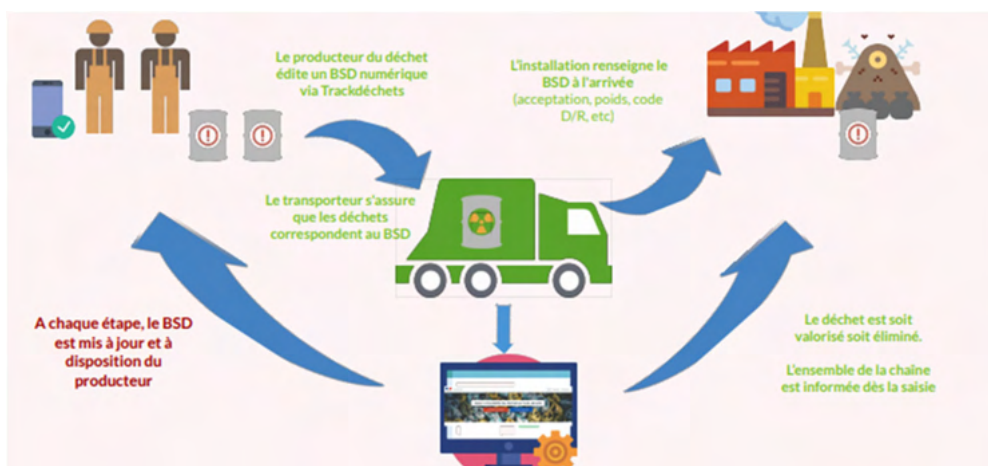 Le producteur du déchet
édite un BSD numérique
via Trackdéchets
L'installation renseigne le
BSD à l'arrivée
(acceptation, poids, code
D/R, etc)
Le transporteur s'assure
que les déchets
correspondent au BSD
A chaque étape, le BSD
est mis à jour et à
disposition du
producteur
Le déchet est soit
valorisé soit éliminé.
L'ensemble de la chaîne
est informée dès la saisie